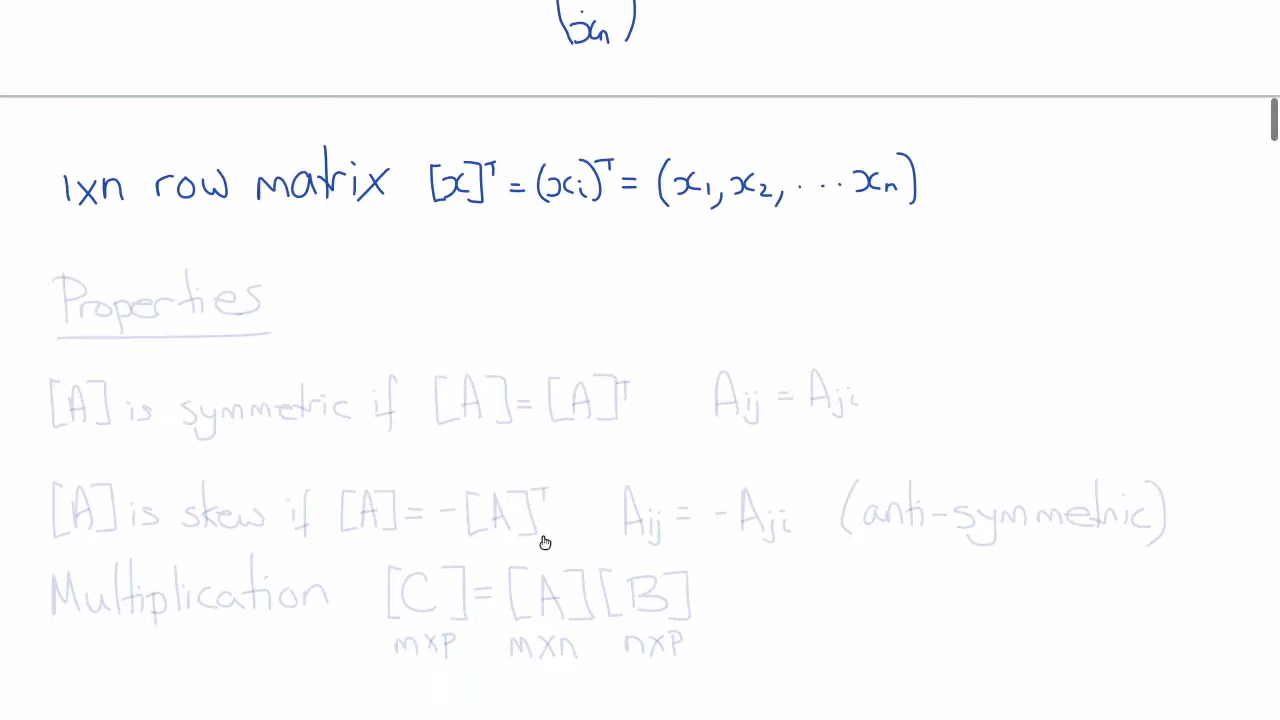 xn
1xn row matrix [x]ᵀ = (xi)ᵀ = (x1, x2, ... xn)
Properties
[A] is symmetric if [A] = [A]ᵀ Aij = Aji
[A] is skew if [A] = -[A]ᵀ Aij = -Aji (anti-symmetric)
Multiplication [C] = [A][B]
mxp mxn nxp